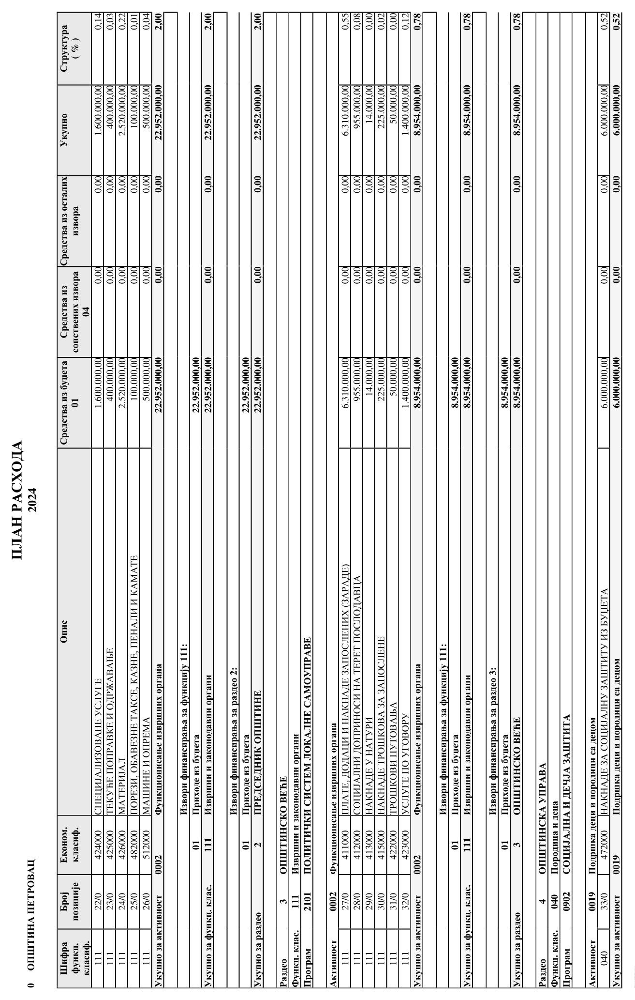 ПЛАН РАСХОДА
2024
0 ОПШТИНА ПЕТРОВАЦ
Шифра функц. класиф. Број позиције Економ. класиф. Опис Средства из буџета 01 Средства из сопствених извора 04 Средства из осталих извора Укупно Структура ( % )
111 22/0 424000 СПЕЦИЈАЛИЗОВАНЕ УСЛУГЕ 1.600.000,00 0,00 0,00 1.600.000,00 0,14
111 23/0 425000 ТЕКУЋЕ ПОПРАВКЕ И ОДРЖАВАЊЕ 400.000,00 0,00 0,00 400.000,00 0,03
111 24/0 426000 МАТЕРИЈАЛ 2.520.000,00 0,00 0,00 2.520.000,00 0,22
111 25/0 482000 ПОРЕЗИ, ОБАВЕЗНЕ ТАКСЕ, КАЗНЕ, ПЕНАЛИ И КАМАТЕ 100.000,00 0,00 0,00 100.000,00 0,01
111 26/0 512000 МАШИНЕ И ОПРЕМА 500.000,00 0,00 0,00 500.000,00 0,04
Укупно за активност 0002 Функционисање извршних органа 22.952.000,00 0,00 0,00 22.952.000,00 2,00
Извори финансирања за функцију 111:
01 Приходе из буџета 22.952.000,00
Укупно за функц. клас. 111 Извршни и законодавни органи 22.952.000,00 0,00 0,00 22.952.000,00 2,00
Извори финансирања за раздео 2:
01 Приходе из буџета 22.952.000,00
Укупно за раздео 2 ПРЕДСЕДНИК ОПШТИНЕ 22.952.000,00 0,00 0,00 22.952.000,00 2,00
Раздео 3 ОПШТИНСКО ВЕЋЕ
Функц. клас. 111 Извршни и законодавни органи
Програм 2101 ПОЛИТИЧКИ СИСТЕМ ЛОКАЛНЕ САМОУПРАВЕ
Активност 0002 Функционисање извршних органа
111 27/0 411000 ПЛАТЕ, ДОДАЦИ И НАКНАДЕ ЗАПОСЛЕНИХ (ЗАРАДЕ) 6.310.000,00 0,00 0,00 6.310.000,00 0,55
111 28/0 412000 СОЦИЈАЛНИ ДОПРИНОСИ НА ТЕРЕТ ПОСЛОДАВЦА 955.000,00 0,00 0,00 955.000,00 0,08
111 29/0 413000 НАКНАДЕ У НАТУРИ 14.000,00 0,00 0,00 14.000,00 0,00
111 30/0 415000 НАКНАДЕ ТРОШКОВА ЗА ЗАПОСЛЕНЕ 225.000,00 0,00 0,00 225.000,00 0,02
111 31/0 422000 ТРОШКОВИ ПУТОВАЊА 50.000,00 0,00 0,00 50.000,00 0,00
111 32/0 423000 УСЛУГЕ ПО УГОВОРУ 1.400.000,00 0,00 0,00 1.400.000,00 0,12
Укупно за активност 0002 Функционисање извршних органа 8.954.000,00 0,00 0,00 8.954.000,00 0,78
Извори финансирања за функцију 111:
01 Приходе из буџета 8.954.000,00
Укупно за функц. клас. 111 Извршни и законодавни органи 8.954.000,00 0,00 0,00 8.954.000,00 0,78
Извори финансирања за раздео 3:
01 Приходе из буџета 8.954.000,00
Укупно за раздео 3 ОПШТИНСКО ВЕЋЕ 8.954.000,00 0,00 0,00 8.954.000,00 0,78
Раздео 4 ОПШТИНСКА УПРАВА
Функц. клас. 040 Породица и деца
Програм 0902 СОЦИЈАЛНА И ДЕЧЈА ЗАШТИТА
Активност 0019 Подршка деци и породици са децом
040 33/0 472000 НАКНАДЕ ЗА СОЦИЈАЛНУ ЗАШТИТУ ИЗ БУЏЕТА 6.000.000,00 0,00 0,00 6.000.000,00 0,52
Укупно за активност 0019 Подршка деци и породици са децом 6.000.000,00 0,00 0,00 6.000.000,00 0,52